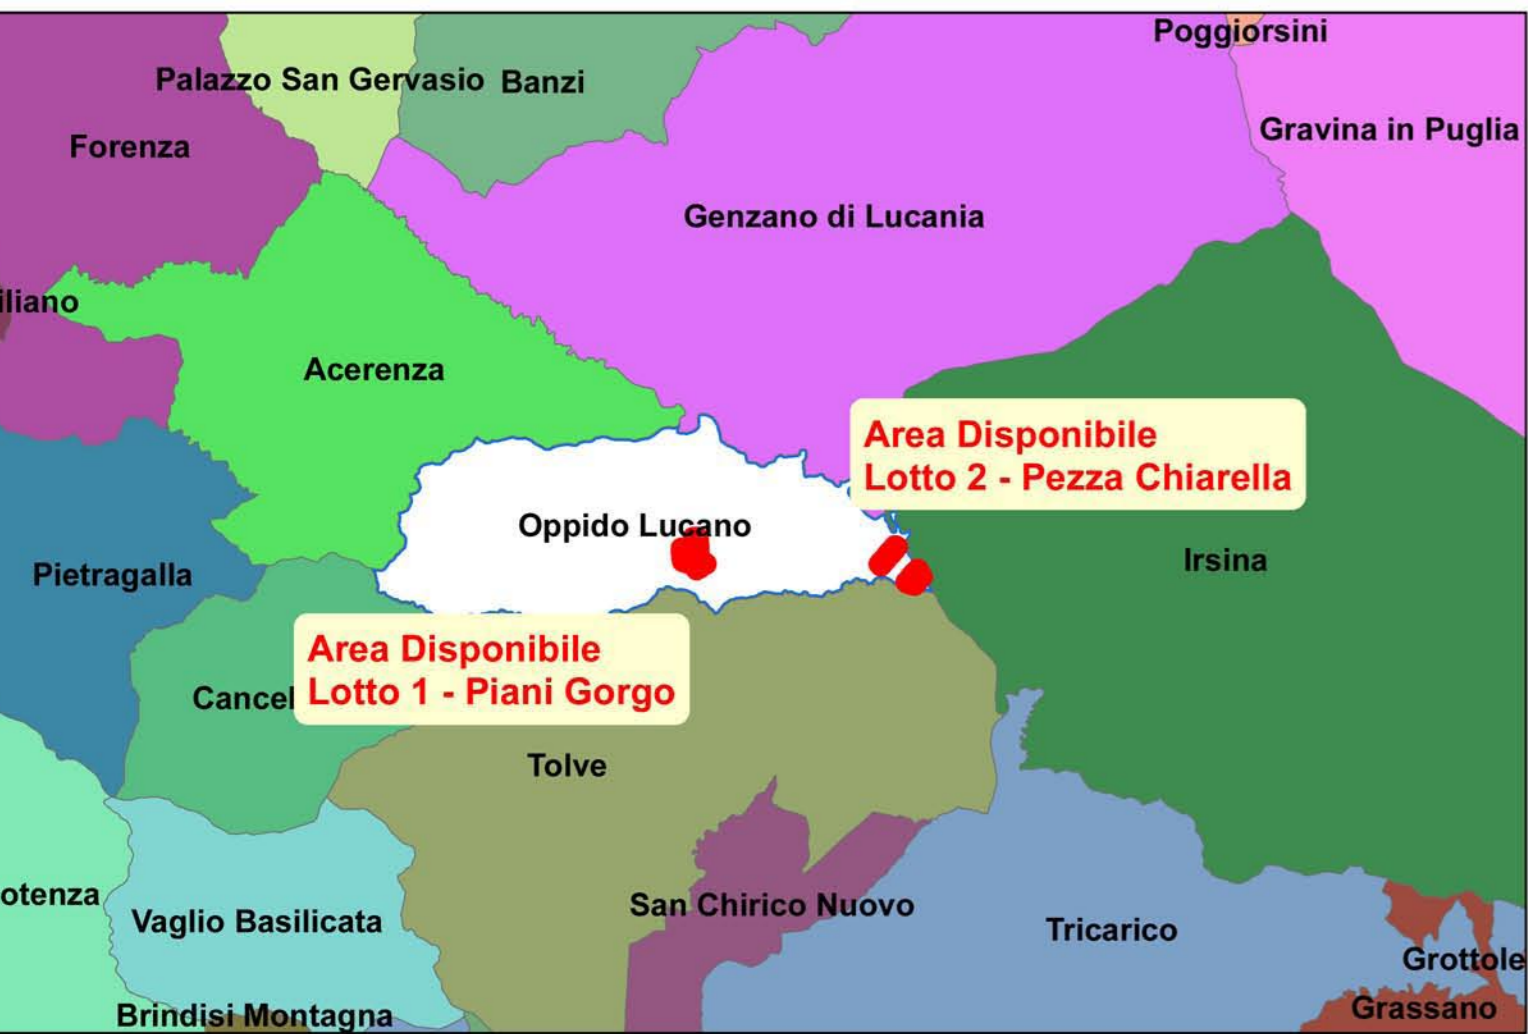 Poggiorsini
Palazzo San Gervasio
Banzi
Gravina in Puglia
Forenza
Genzano di Lucania
iliano
Acerenza
Area Disponibile
Lotto 2 - Pezza Chiarella
Oppido Lucano
Irsina
Pietragalla
Area Disponibile
Lotto 1 - Piani Gorgo
Cancel
Tolve
otenza
San Chirico Nuovo
Vaglio Basilicata
Tricarico
Grottole
Grassano
Brindisi Montagna